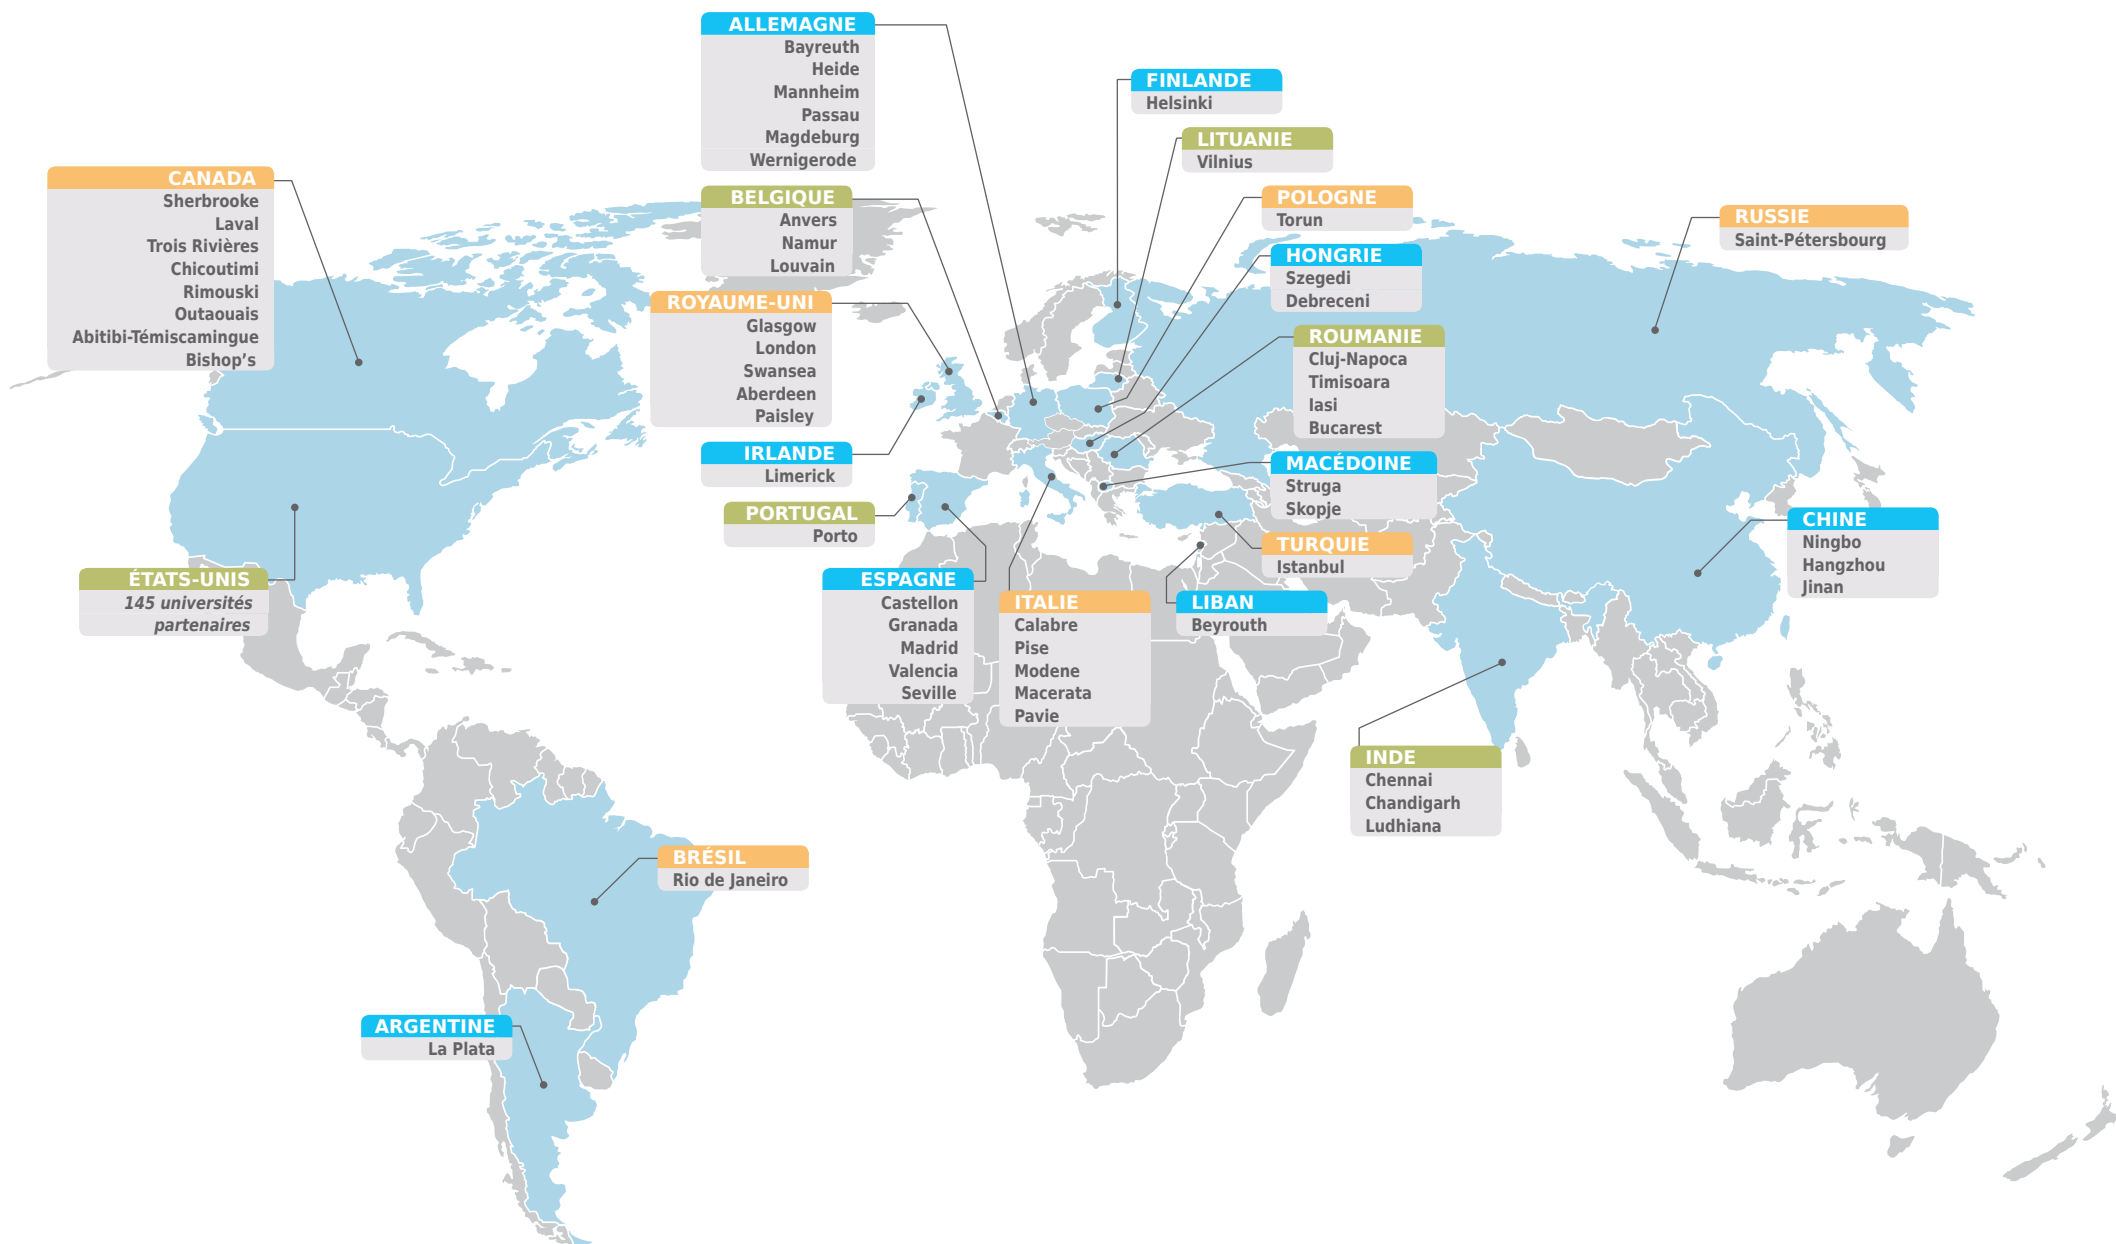 ALLEMAGNE
Bayreuth
Heide
Mannheim
Passau
Magdeburg
Wernigerode
FINLANDE
Helsinki
LITUANIE
Vilnius
CANADA
Sherbrooke
Laval
Trois Rivières
Chicoutimi
Rimouski
Outaouais
Abitibi-Témiscamingue
Bishop’s
BELGIQUE
Anvers
Namur
Louvain
POLOGNE
Torun
RUSSIE
Saint-Pétersbourg
HONGRIE
Szegedi
Debreceni
ROYAUME-UNI
Glasgow
London
Swansea
Aberdeen
Paisley
ROUMANIE
Cluj-Napoca
Timisoara
Iasi
Bucarest
IRLANDE
Limerick
MACÉDOINE
Struga
Skopje
PORTUGAL
Porto
CHINE
Ningbo
Hangzhou
Jinan
TURQUIE
Istanbul
ÉTATS-UNIS
145 universités
partenaires
ESPAGNE
Castellon
Granada
Madrid
Valencia
Seville
ITALIE
Calabre
Pise
Modene
Macerata
Pavie
LIBAN
Beyrouth
INDE
Chennai
Chandigarh
Ludhiana
BRÉSIL
Rio de Janeiro
ARGENTINE
La Plata